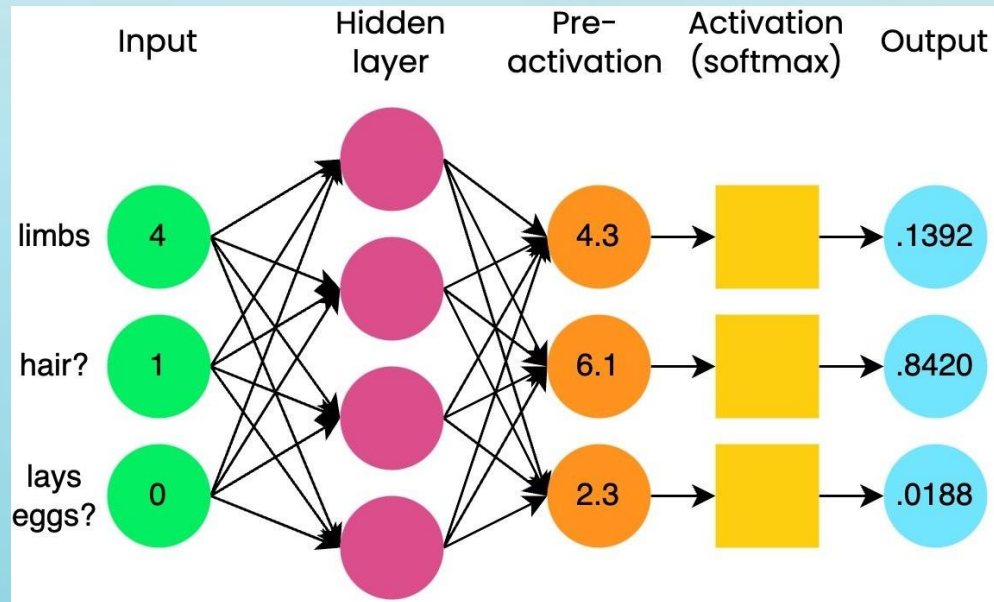 Input
Hidden
layer
Pre-
activation
Activation
(softmax)
Output
limbs
4
4.3
.1392
hair?
1
6.1
.8420
lays
eggs?
0
2.3
.0188